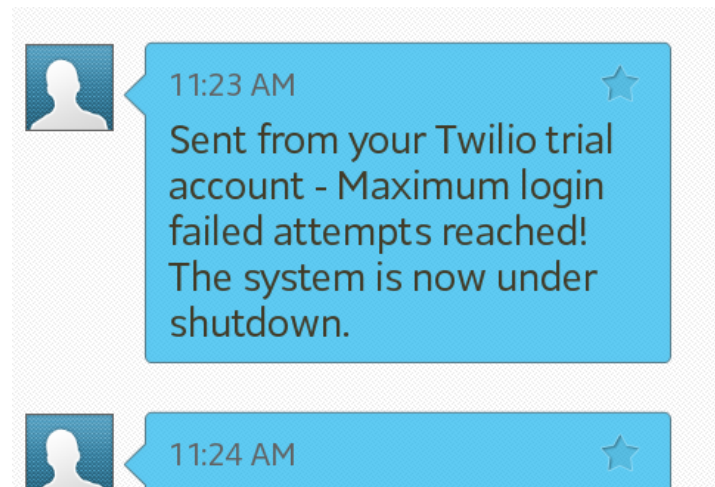 11:23 AM
Sent from your Twilio trial
account - Maximum login
failed attempts reached!
The system is now under
shutdown.
11:24 AM